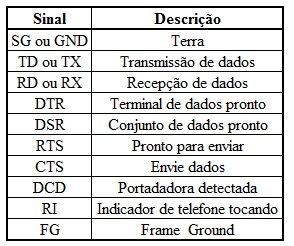 Sinal Descrição
SG ou GND Terra
TD ou TX Transmissão de dados
RD ou RX Recepção de dados
DTR Terminal de dados pronto
DSR Conjunto de dados pronto
RTS Pronto para enviar
CTS Envie dados
DCD Portadadora detectada
RI Indicador de telefone tocando
FG Frame Ground